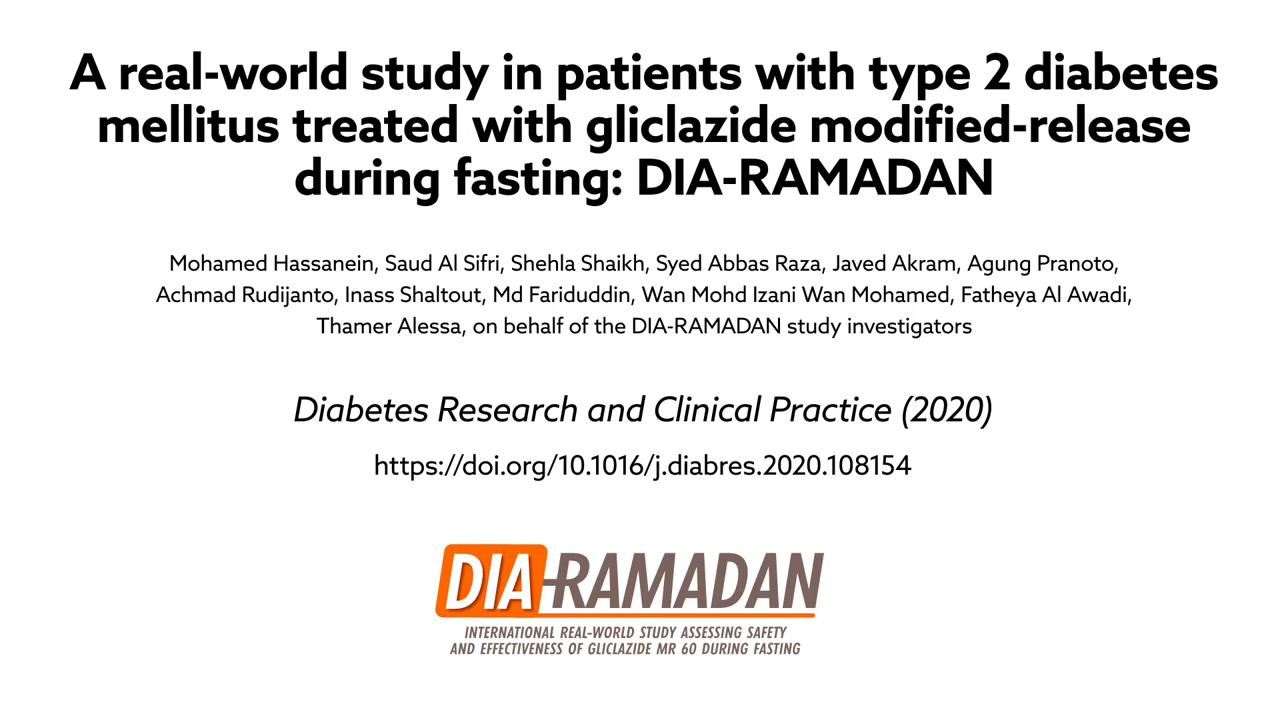 A real-world study in patients with type 2 diabetes
mellitus treated with gliclazide modified-release
during fasting: DIA-RAMADAN
Mohamed Hassanein, Saud Al Sifri, Shehla Shaikh, Syed Abbas Raza, Javed Akram, Agung Pranoto,
Achmad Rudijanto, Inass Shaltout, Md Fariduddin, Wan Mohd Izani Wan Mohamed, Fatheya Al Awadi,
Thamer Alessa, on behalf of the DIA-RAMADAN study investigators
Diabetes Research and Clinical Practice (2020)
https://doi.org/10.1016/j.diabres.2020.108154
DIA-RAMADAN
INTERNATIONAL REAL-WORLD STUDY ASSESSING SAFETY
AND EFFECTIVENESS OF GLICLAZIDE MR 60 DURING FASTING